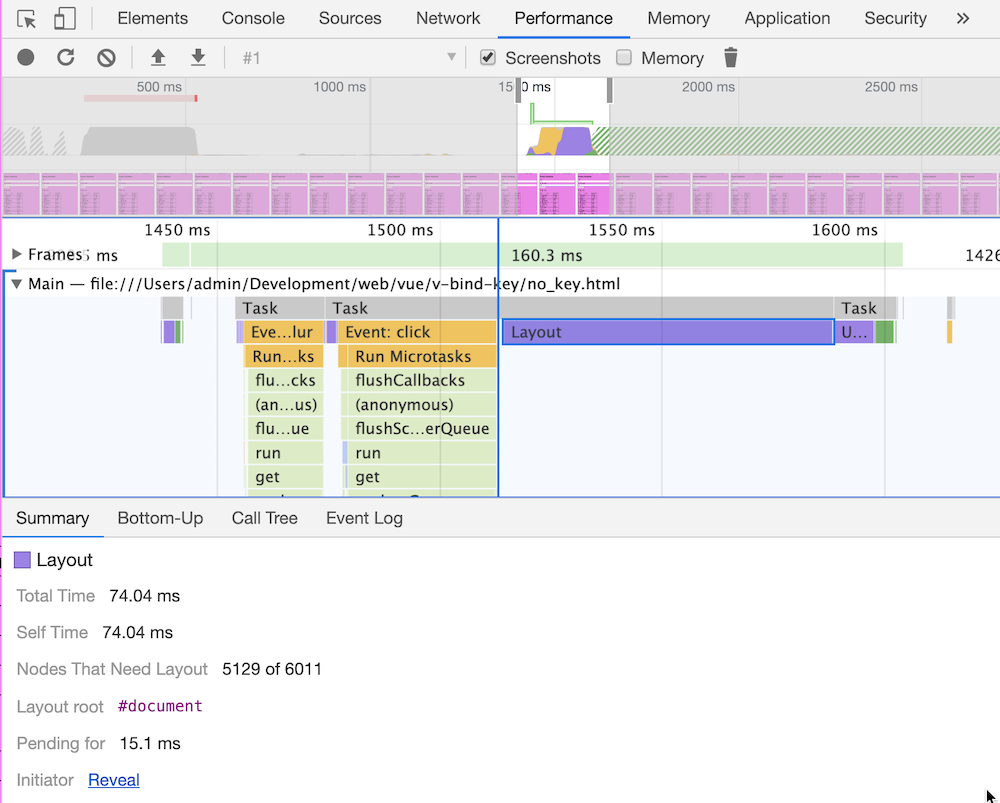 Elements Console Sources Network Performance Memory Application Security »
#1 Screenshots Memory
500 ms 1000 ms 15 0 ms 2000 ms 2500 ms
1450 ms 1500 ms 1550 ms 1600 ms
Frames ms 160.3 ms 1426
Main — file:///Users/admin/Development/web/vue/v-bind-key/no_key.html
Task Task Task
Eve...lur Event: click Layout U...
Run...ks Run Microtasks
flu...cks flushCallbacks
(an...us) (anonymous)
flu...ue flushSc...erQueue
run run
get get
Summary Bottom-Up Call Tree Event Log
Layout
Total Time 74.04 ms
Self Time 74.04 ms
Nodes That Need Layout 5129 of 6011
Layout root #document
Pending for 15.1 ms
Initiator Reveal